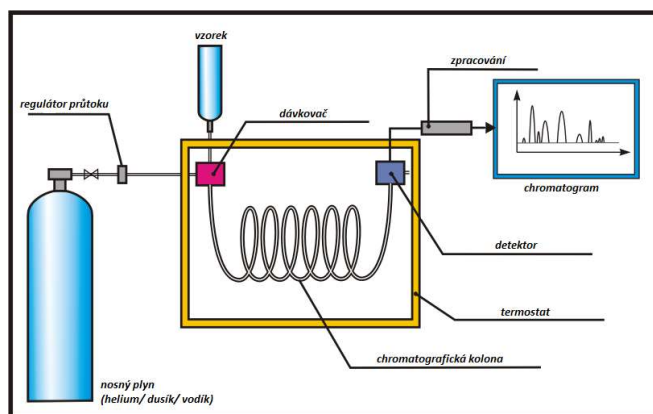 vzorek
zpracování
regulátor průtoku
dávkovač
chromatogram
detektor
termostat
chromatografická kolona
nosný plyn
(helium/ dusík/ vodík)